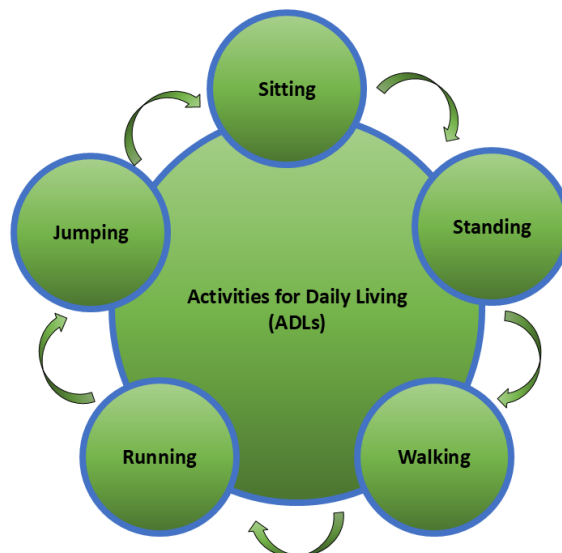 Sitting
Standing
Walking
Running
Jumping
Activities for Daily Living
(ADLs)